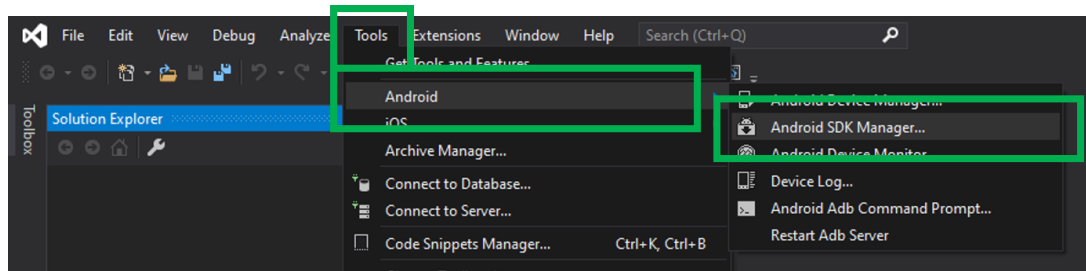 File Edit View Debug Analyze Tools Extensions Window Help Search (Ctrl+Q)
Get Tools and Features
Toolbox
Solution Explorer
Android
iOS
Archive Manager...
Connect to Database...
Connect to Server...
Code Snippets Manager... Ctrl+K, Ctrl+B
Android Device Manager...
Android SDK Manager...
Android Device Monitor
Device Log...
Android Adb Command Prompt...
Restart Adb Server